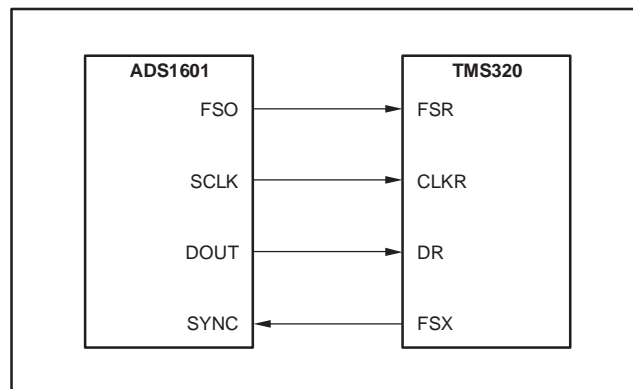 ADS1601 TMS320
FSO FSR
SCLK CLKR
DOUT DR
SYNC FSX